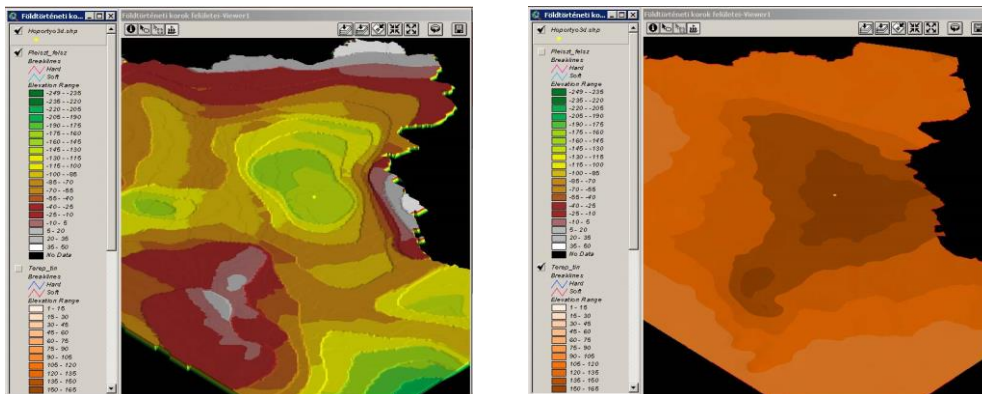 Földtörténeti ko...
Földtörténeti korok felületei-Viewer1
Hoportyo3d.shp
Pleiszt_felsz
Breaklines
Hard
Soft
Elevation Range
-249 - -235
-235 - -220
-220 - -205
-205 - -190
-190 - -175
-175 - -160
-160 - -145
-145 - -130
-130 - -115
-115 - -100
-100 - -85
-85 - -70
-70 - -55
-55 - -40
-40 - -25
-25 - -10
-10 - 5
5 - 20
20 - 35
35 - 50
No Data
Breaklines
Hard
Soft
Elevation Range
1 - 15
15 - 30
30 - 45
45 - 60
60 - 75
75 - 90
90 - 105
105 - 120
120 - 135
135 - 150
150 - 165
Földtörténeti ko...
Földtörténeti korok felületei-Viewer1
Hoportyo3d.shp
Pleiszt_felsz
Breaklines
Hard
Soft
Elevation Range
-249 - -235
-235 - -220
-220 - -205
-205 - -190
-190 - -175
-175 - -160
-160 - -145
-145 - -130
-130 - -115
-115 - -100
-100 - -85
-85 - -70
-70 - -55
-55 - -40
-40 - -25
-25 - -10
-10 - 5
5 - 20
20 - 35
35 - 50
No Data
Breaklines
Hard
Soft
Elevation Range
1 - 15
15 - 30
30 - 45
45 - 60
60 - 75
75 - 90
90 - 105
105 - 120
120 - 135
135 - 150
150 - 165